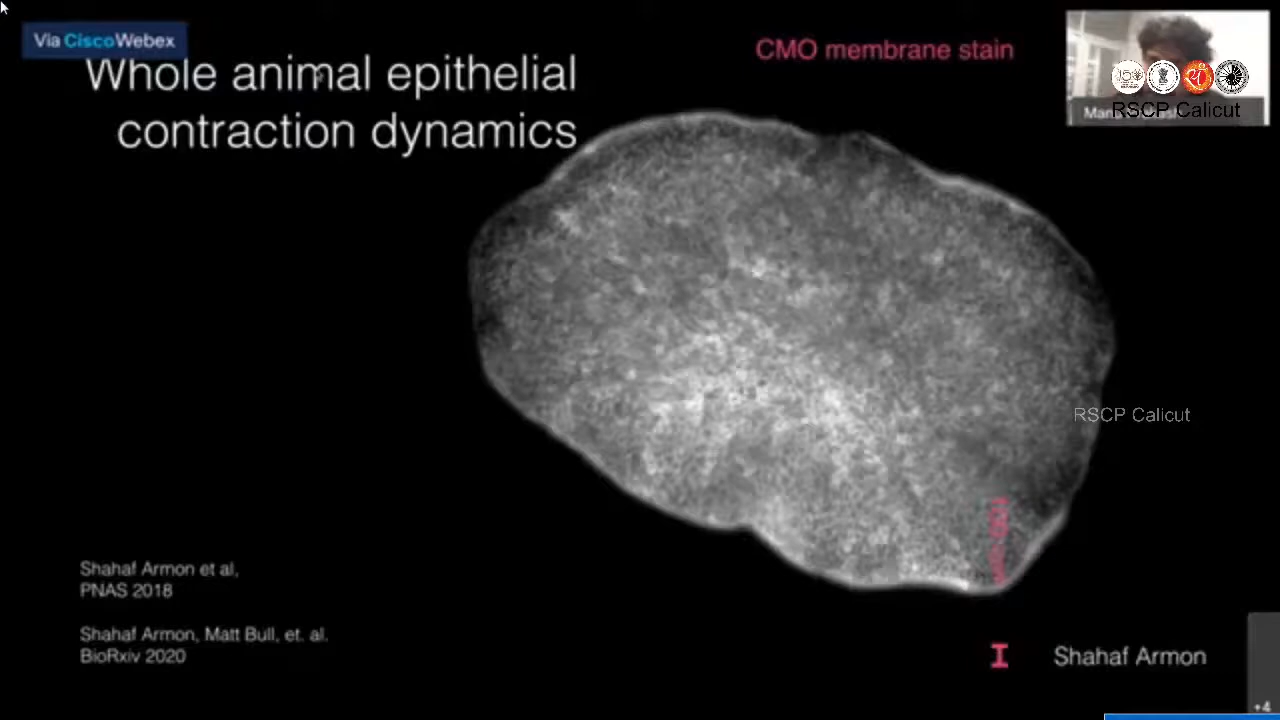 Via CiscoWebex
Whole animal epithelial
contraction dynamics
CMO membrane stain
RSCP Calicut
RSCP Calicut
Shahaf Armon et al,
PNAS 2018
Shahaf Armon, Matt Bull, et. al.
BioRxiv 2020
Shahaf Armon
+4